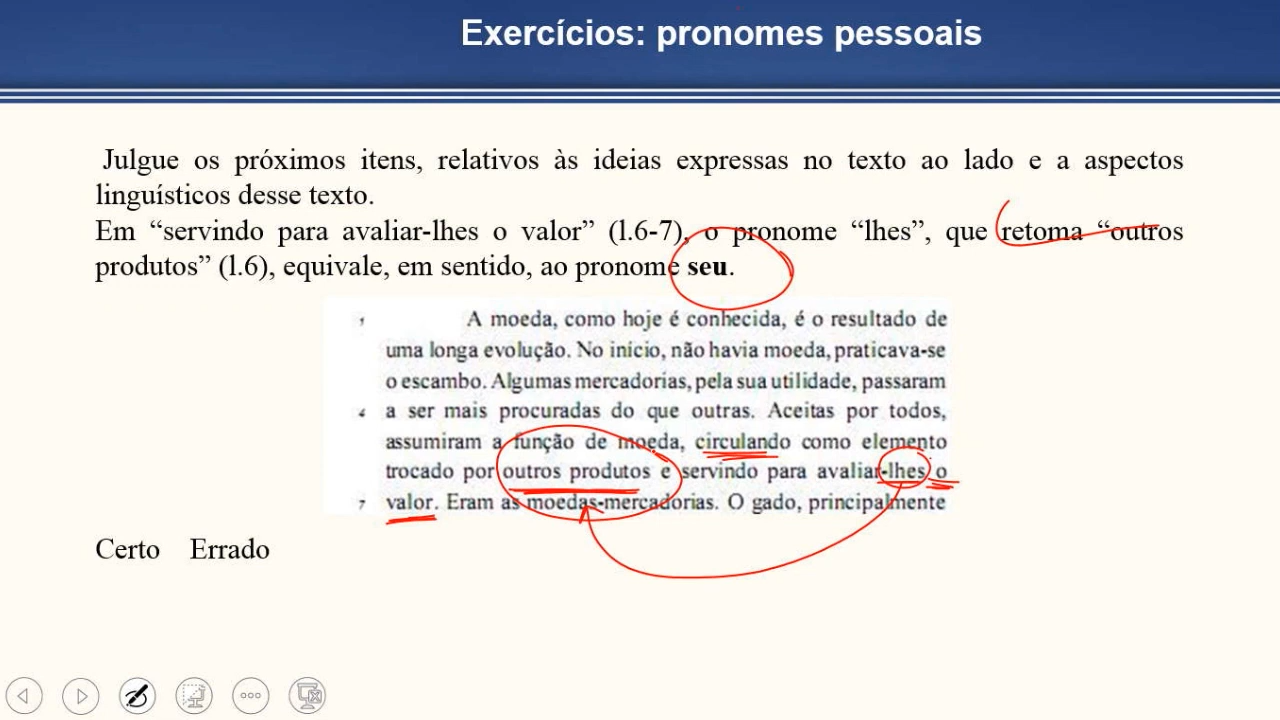 Exercícios: pronomes pessoais
Julgue os próximos itens, relativos às ideias expressas no texto ao lado e a aspectos
linguísticos desse texto.
Em “servindo para avaliar-lhes o valor” (l.6-7), o pronome “lhes”, que retoma “outros
produtos” (l.6), equivale, em sentido, ao pronome seu.
1 A moeda, como hoje é conhecida, é o resultado de
uma longa evolução. No início, não havia moeda, praticava-se
o escambo. Algumas mercadorias, pela sua utilidade, passaram
4 a ser mais procuradas do que outras. Aceitas por todos,
assumiram a função de moeda, circulando como elemento
trocado por outros produtos e servindo para avaliar-lhes o
7 valor. Eram as moedas-mercadorias. O gado, principalmente
Certo Errado